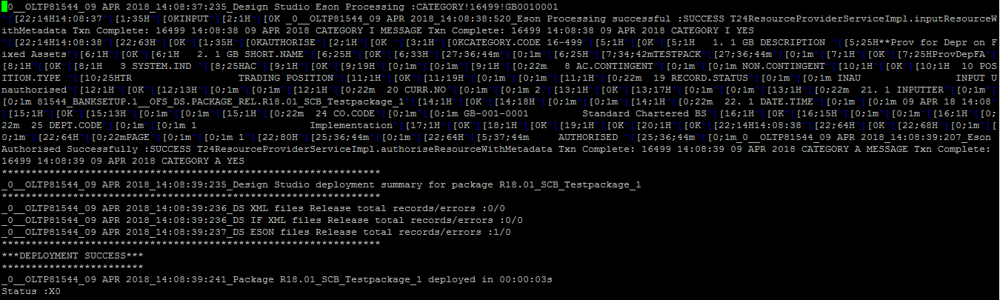 _0__OLTP81544_09 APR 2018_14:08:37:235_Design Studio Eson Processing :CATEGORY!16499!GB0010001
^[[22;14H14:08:37^[[1;35H^[[0KINPUT^[[2;1H^[[0K _0__OLTP81544_09 APR 2018_14:08:38:520_Eson Processing successful :SUCCESS T24ResourceProviderServiceImpl.inputResourceW
ithMetadata Txn Complete: 16499 14:08:38 09 APR 2018 CATEGORY I MESSAGE Txn Complete: 16499 14:08:38 09 APR 2018 CATEGORY I YES
^[[22;14H14:08:38^[[22;63H^[[0K^[[1;35H^[[0KAUTHORISE^[[2;1H^[[0K ^[[3;1H^[[0KCATEGORY.CODE 16-499^[[5;1H^[[0K^[[5;1H   1. 1 GB DESCRIPTION ^[[5;25H**Prov for Depr on F
ixed Assets^[[6;1H^[[0K^[[6;1H   2. 1 GB SHORT.NAME^[[6;25H^[[0K^[[6;33H^[[27;36;44m^[[0;1m^[[6;25H^[[7;34;42mTESTPACK^[[27;36;44m^[[0;1m^[[7;1H^[[0K^[[7;25HProvDepFA^[
[8;1H^[[0K^[[8;1H   3 SYSTEM.IND ^[[8;25HAC^[[9;1H^[[0K^[[9;19H^[[0;1m^[[0;1m^[[9;1H^[[0;22m   8 AC.CONTINGENT^[[0;1m^[[0;1m NON.CONTINGENT^[[10;1H^[[0K^[[10;1H  10 POS
ITION.TYPE ^[[10;25HTR                  TRADING POSITION^[[11;1H^[[0K^[[11;19H^[[0;1m^[[0;1m^[[11;1H^[[0;22m  19 RECORD.STATUS^[[0;1m^[[0;1m INAU                INPUT U
nauthorised^[[12;1H^[[0K^[[12;13H^[[0;1m^[[0;1m^[[12;1H^[[0;22m  20 CURR.NO^[[0;1m^[[0;1m 2^[[13;1H^[[0K^[[13;17H^[[0;1m^[[0;1m^[[13;1H^[[0;22m  21. 1 INPUTTER^[[0;1m^[
[0;1m 81544_BANKSETUP.1__OFS_DS.PACKAGE_REL.R18.01_SCB_Testpackage_1^[[14;1H^[[0K^[[14;18H^[[0;1m^[[0;1m^[[14;1H^[[0;22m  22. 1 DATE.TIME^[[0;1m^[[0;1m 09 APR 18 14:08^
[[15;1H^[[0K^[[15;13H^[[0;1m^[[0;1m^[[15;1H^[[0;22m  24 CO.CODE^[[0;1m^[[0;1m GB-001-0001         Standard Chartered BS^[[16;1H^[[0K^[[16;15H^[[0;1m^[[0;1m^[[16;1H^[[0;
22m  25 DEPT.CODE^[[0;1m^[[0;1m 1                   Implementation^[[17;1H^[[0K^[[18;1H^[[0K^[[19;1H^[[0K^[[20;1H^[[0K^[[22;14H14:08:38^[[22;64H^[[0K^[[22;68H^[[0;1m^[[
0;1m^[[22;64H^[[0;22mPAGE^[[0;1m^[[0;1m 1^[[22;80H^[[25;36;44m^[[0;1m^[[22;64H^[[5;37;44m     AUTHORISED ^[[25;36;44m^[[0;1m_0__OLTP81544_09 APR 2018_14:08:39:207_Eson
Authorised Successfully :SUCCESS T24ResourceProviderServiceImpl.authoriseResourceWithMetadata Txn Complete: 16499 14:08:39 09 APR 2018 CATEGORY A MESSAGE Txn Complete:
16499 14:08:39 09 APR 2018 CATEGORY A YES
****************************************************************
_0__OLTP81544_09 APR 2018_14:08:39:235_Design Studio deployment summary for package R18.01_SCB_Testpackage_1
****************************************************************
_0__OLTP81544_09 APR 2018_14:08:39:236_DS XML files Release total records/errors :0/0
_0__OLTP81544_09 APR 2018_14:08:39:236_DS IF XML files Release total records/errors :0/0
_0__OLTP81544_09 APR 2018_14:08:39:237_DS ESON files Release total records/errors :1/0
****************************************************************
***DEPLOYMENT SUCCESS***
************************
_0__OLTP81544_09 APR 2018_14:08:39:241_Package R18.01_SCB_Testpackage_1 deployed in 00:00:03s
Status :X0